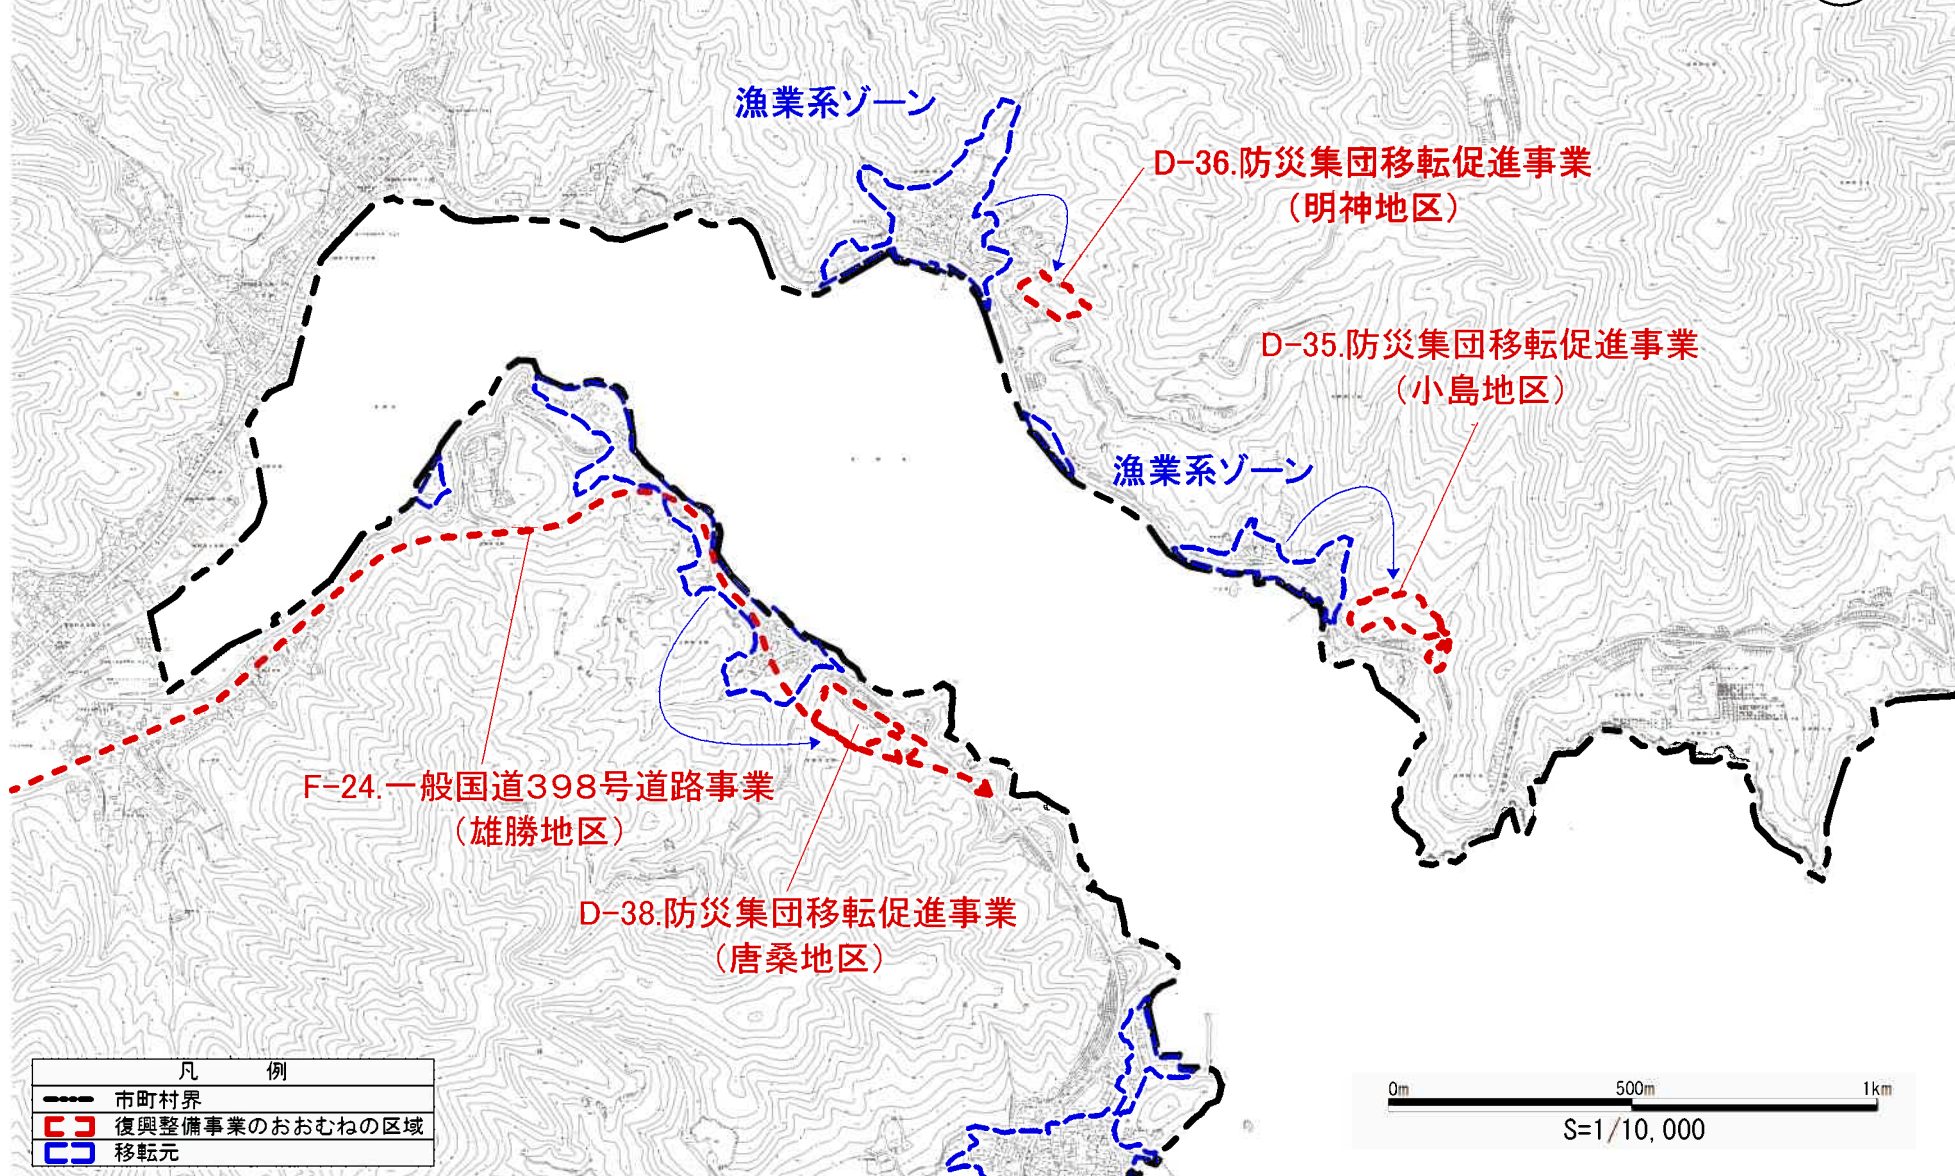 漁業系ゾーン
D-36.防災集団移転促進事業
（明神地区）
D-35.防災集団移転促進事業
（小島地区）
漁業系ゾーン
F-24.一般国道398号道路事業
（雄勝地区）
D-38.防災集団移転促進事業
（唐桑地区）
凡 例
市町村界
復興整備事業のおおむねの区域
移転元
0m 500m 1km
S=1/10,000